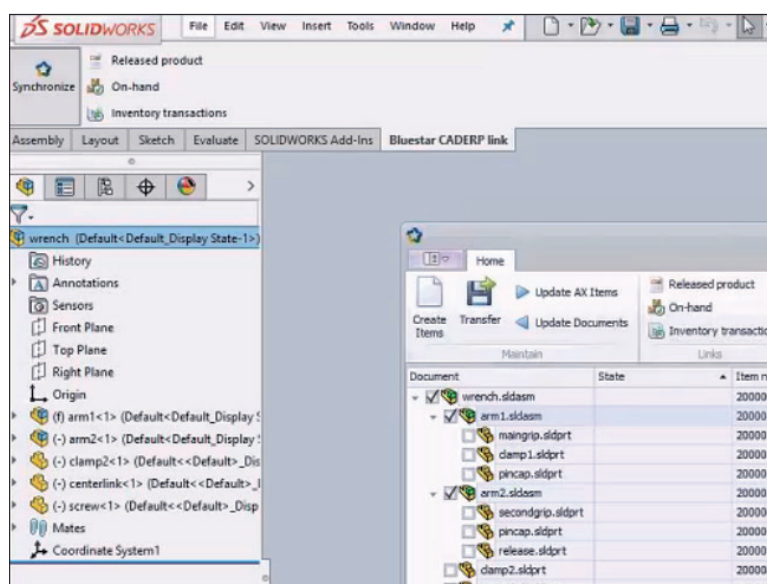 SOLIDWORKS File Edit View Insert Tools Window Help
Released product
Synchronize On-hand
Inventory transactions
Assembly Layout Sketch Evaluate SOLIDWORKS Add-Ins Bluestar CADERP link
wrench (Default<Default_Display State-1>)
History
Annotations
Sensors
Front Plane
Top Plane
Right Plane
Origin
(f) arm1<1> (Default<Default_Display S
(-) arm2<1> (Default<Default_Display
(-) clamp2<1> (Default<<Default>_Dis
(-) centerlink<1> (Default<<Default>_
(-) screw<1> (Default<<Default>_Disp
Mates
Coordinate System1
Home
Create Items
Transfer
Update AX Items
Update Documents
Maintain
Released product
On-hand
Inventory transactio
Links
Document State Item n
wrench.sldasm 20000
arm1.sldasm 20000
maingrip.sldprt 20000
clamp1.sldprt 20000
pincap.sldprt 20000
arm2.sldasm 20000
secondgrip.sldprt 20000
pincap.sldprt 20000
release.sldprt 20000
clamp2.sldprt 20000